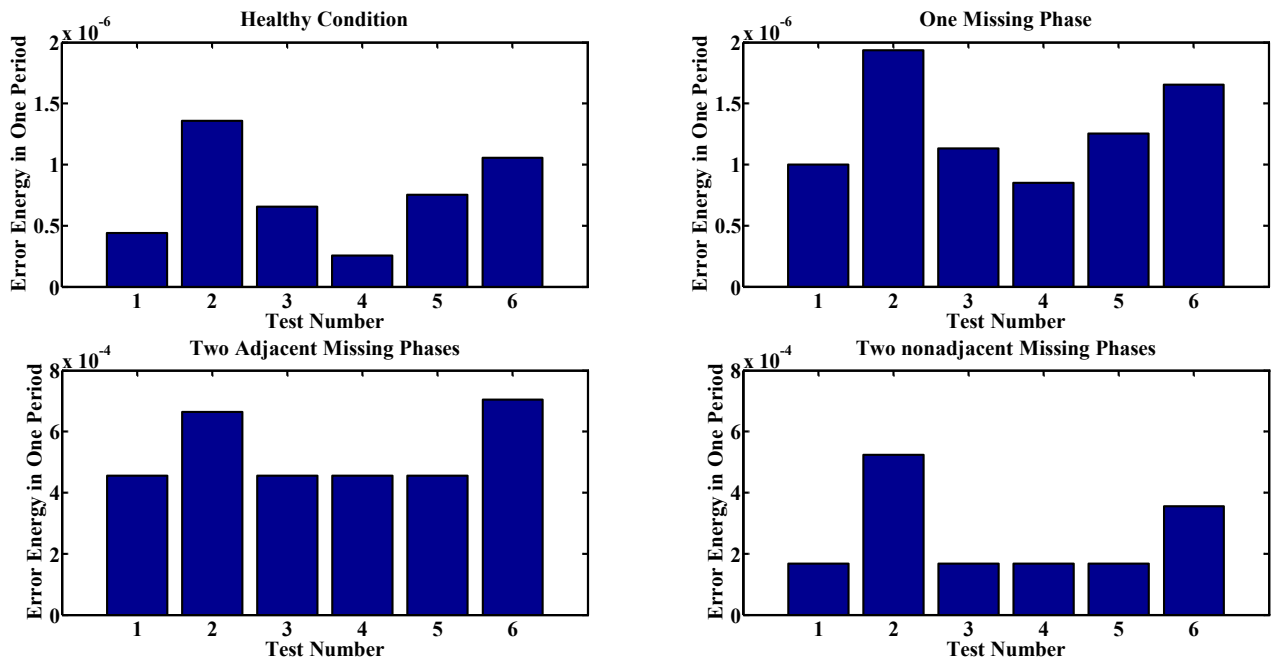 Healthy Condition
x 10-6
2
1.5
1
0.5
0
Error Energy in One Period
1 2 3 4 5 6
Test Number
One Missing Phase
x 10-6
2
1.5
1
0.5
0
Error Energy in One Period
1 2 3 4 5 6
Test Number
Two Adjacent Missing Phases
x 10-4
8
6
4
2
0
Error Energy in One Period
1 2 3 4 5 6
Test Number
Two nonadjacent Missing Phases
x 10-4
8
6
4
2
0
Error Energy in One Period
1 2 3 4 5 6
Test Number